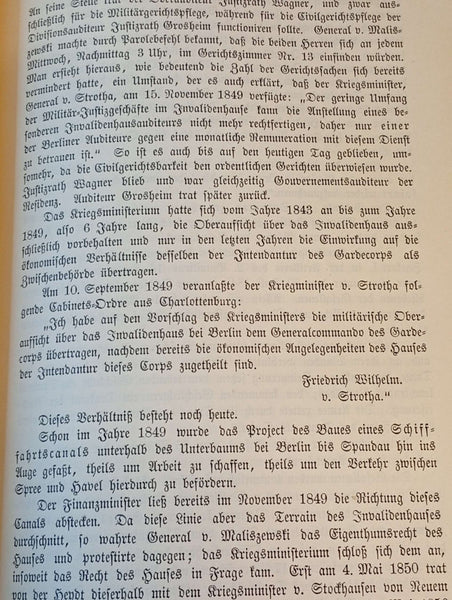 An seine Stelle trat der Oberauditeur Justizrath Wagner, und zwar
für die Militärgerichtspflege, während für die Civilgerichtspflege der
Divisionsauditeur Justizrath Grosheim functioniren sollte. General v. Malis-
zewski machte durch Parolebefehl bekannt, daß die beiden Herren sich an jedem
Mittwoch, Nachmittag 3 Uhr, im Gerichtszimmer Nr. 13 einfinden würden.
Man ersieht hieraus, wie bedeutend die Zahl der Gerichtssachen sich bereits
vermindert hatte, ein Umstand, der es auch erklärt, daß der Kriegsminister,
General v. Strotha, am 15. November 1849 verfügte: „Der geringe Umfang
der Militär-Justizgeschäfte im Invalidenhause kann die Anstellung eines be-
sonderen Invalidenhausauditeurs nicht mehr rechtfertigen, daher nur einer
der Berliner Auditeure gegen eine monatliche Remuneration mit diesem Dienst
zu betrauen ist.“ So ist es auch bis auf den heutigen Tag geblieben, um-
somehr, da die Civilgerichtsbarkeit den ordentlichen Gerichten überwiesen wurde.
Justizrath Wagner blieb und war gleichzeitig Gouvernementsauditeur der
Residenz. Auditeur Grosheim trat später zurück.
Das Kriegsministerium hatte sich vom Jahre 1843 an bis zum Jahre
1849, also 6 Jahre lang, die Oberaufsicht über das Invalidenhaus aus-
schließlich vorbehalten und nur in den letzten Jahren die Einwirkung auf die
ökonomischen Verhältnisse desselben der Intendantur des Gardecorps als
Zwischenbehörde übertragen.
Am 10. September 1849 veranlaßte der Kriegminister v. Strotha fol-
gende Cabinets-Ordre aus Charlottenburg:
„Ich habe auf den Vorschlag des Kriegsministers die militärische Ober-
aufsicht über das Invalidenhaus bei Berlin dem Generalcommando des Garde-
corps übertragen, nachdem bereits die ökonomischen Angelegenheiten des Hauses
der Intendantur dieses Corps zugetheilt sind.
Friedrich Wilhelm.
v. Strotha.“
Dieses Verhältniß besteht noch heute.
Schon im Jahre 1849 wurde das Project des Baues eines Schiff-
fahrtscanals unterhalb des Unterbaums bei Berlin bis Spandau hin ins
Auge gefaßt, theils um Arbeit zu schaffen, theils um den Verkehr zwischen
Spree und Havel hierdurch zu befördern.
Der Finanzminister ließ bereits im November 1849 die Richtung dieses
Canals abstecken. Da diese Linie aber das Terrain des Invalidenhauses
durchschnitt, so wahrte General v. Maliszewski das Eigenthumsrecht des
Hauses und protestirte dagegen; das Kriegsministerium schloß sich dem an,
insoweit das Recht des Hauses in Frage kam. Erst am 4. Mai 1850 trat
von der Heydt dieserhalb mit dem Kriegsminister v. Stockhausen von Neuem